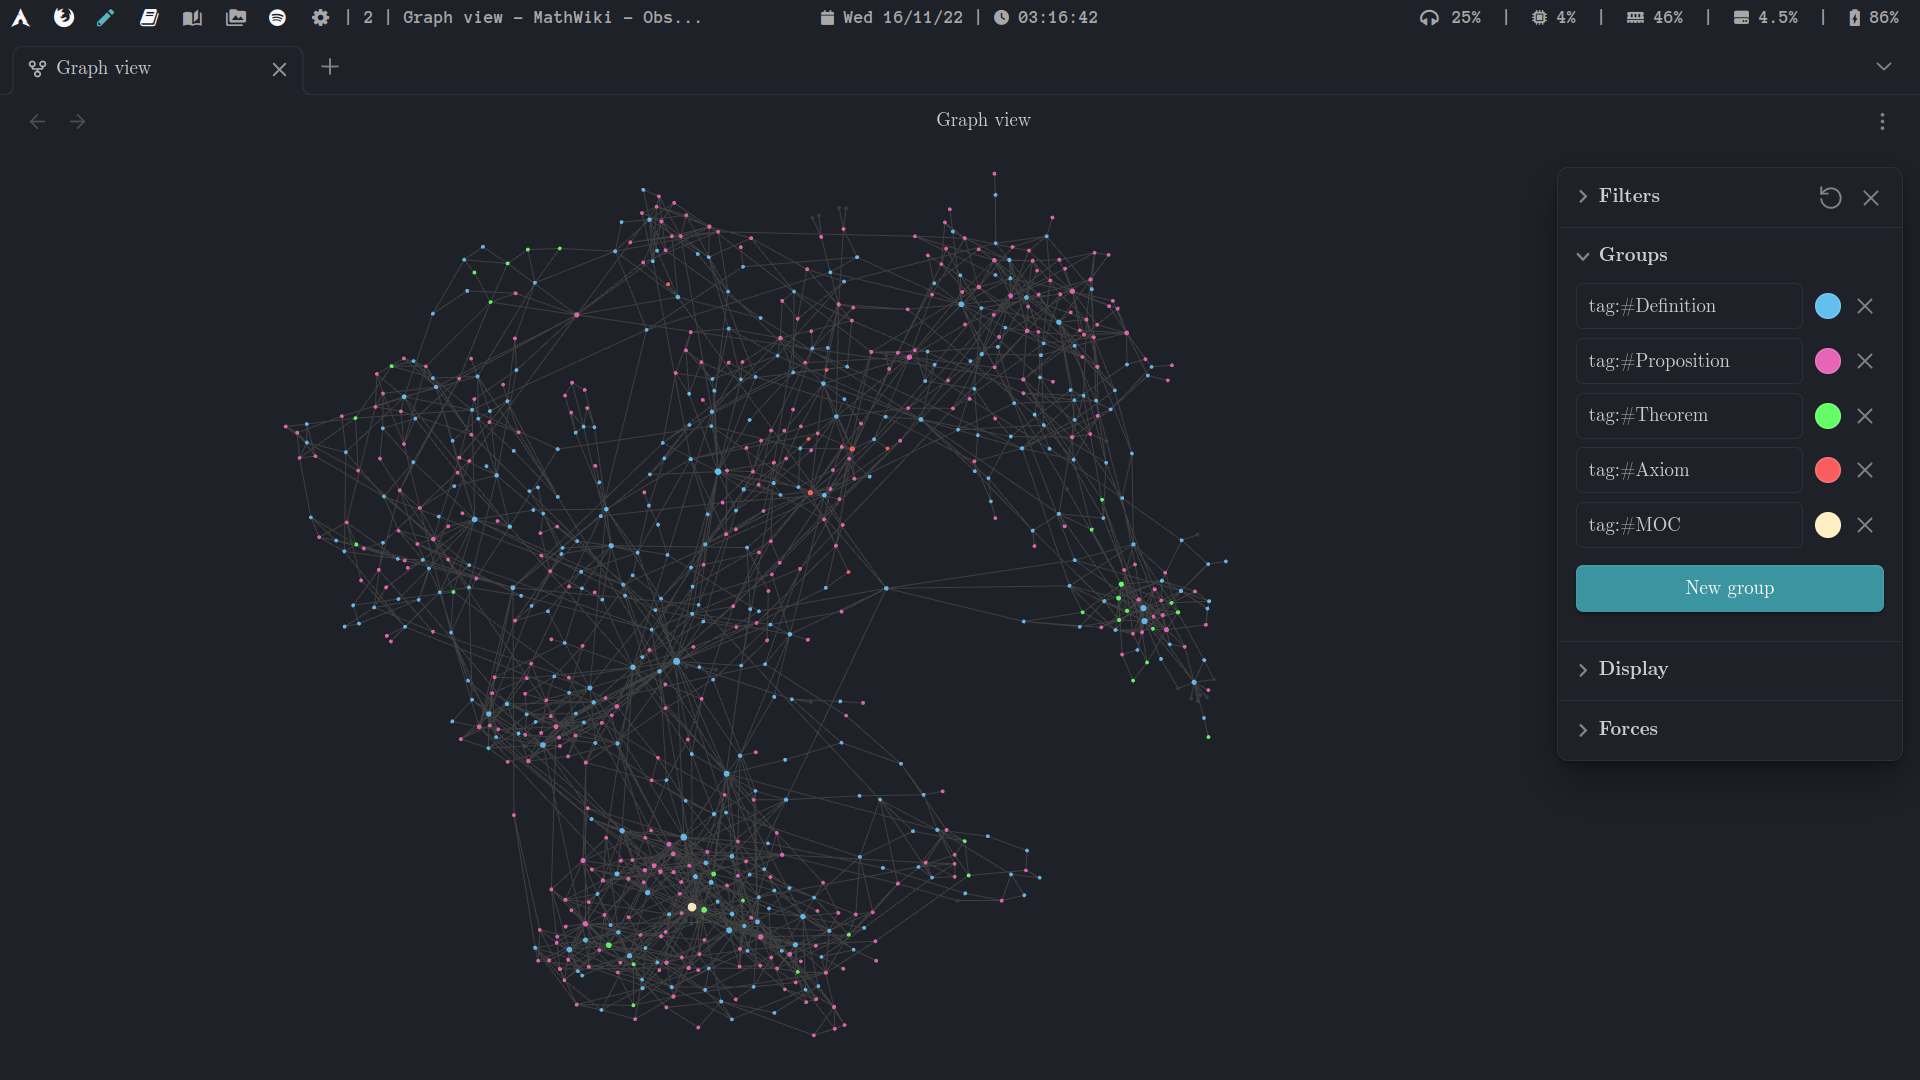 | 2 | Graph view - MathWiki - Obs... Wed 16/11/22 | 03:16:42 25% | 4% | 46% | 4.5% | 86%
Graph view
Graph view
Filters
Groups
tag:#Definition
tag:#Proposition
tag:#Theorem
tag:#Axiom
tag:#MOC
New group
Display
Forces